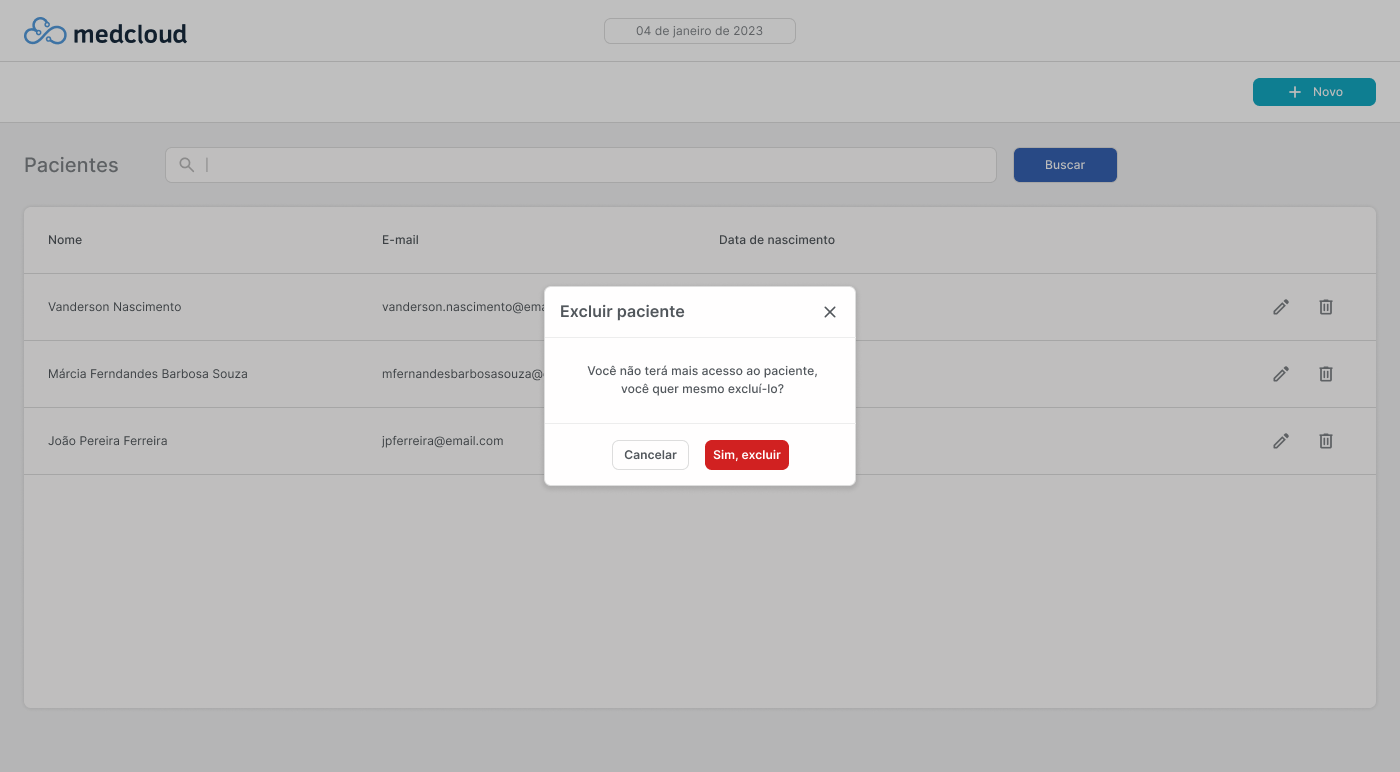 medcloud
04 de janeiro de 2023
Novo
Pacientes
Buscar
Nome E-mail Data de nascimento
Vanderson Nascimento vanderson.nascimento@ema
Márcia Ferndandes Barbosa Souza mfernandesbarbosasouza@
João Pereira Ferreira jpferreira@email.com
Excluir paciente
Você não terá mais acesso ao paciente,
você quer mesmo excluí-lo?
Cancelar Sim, excluir